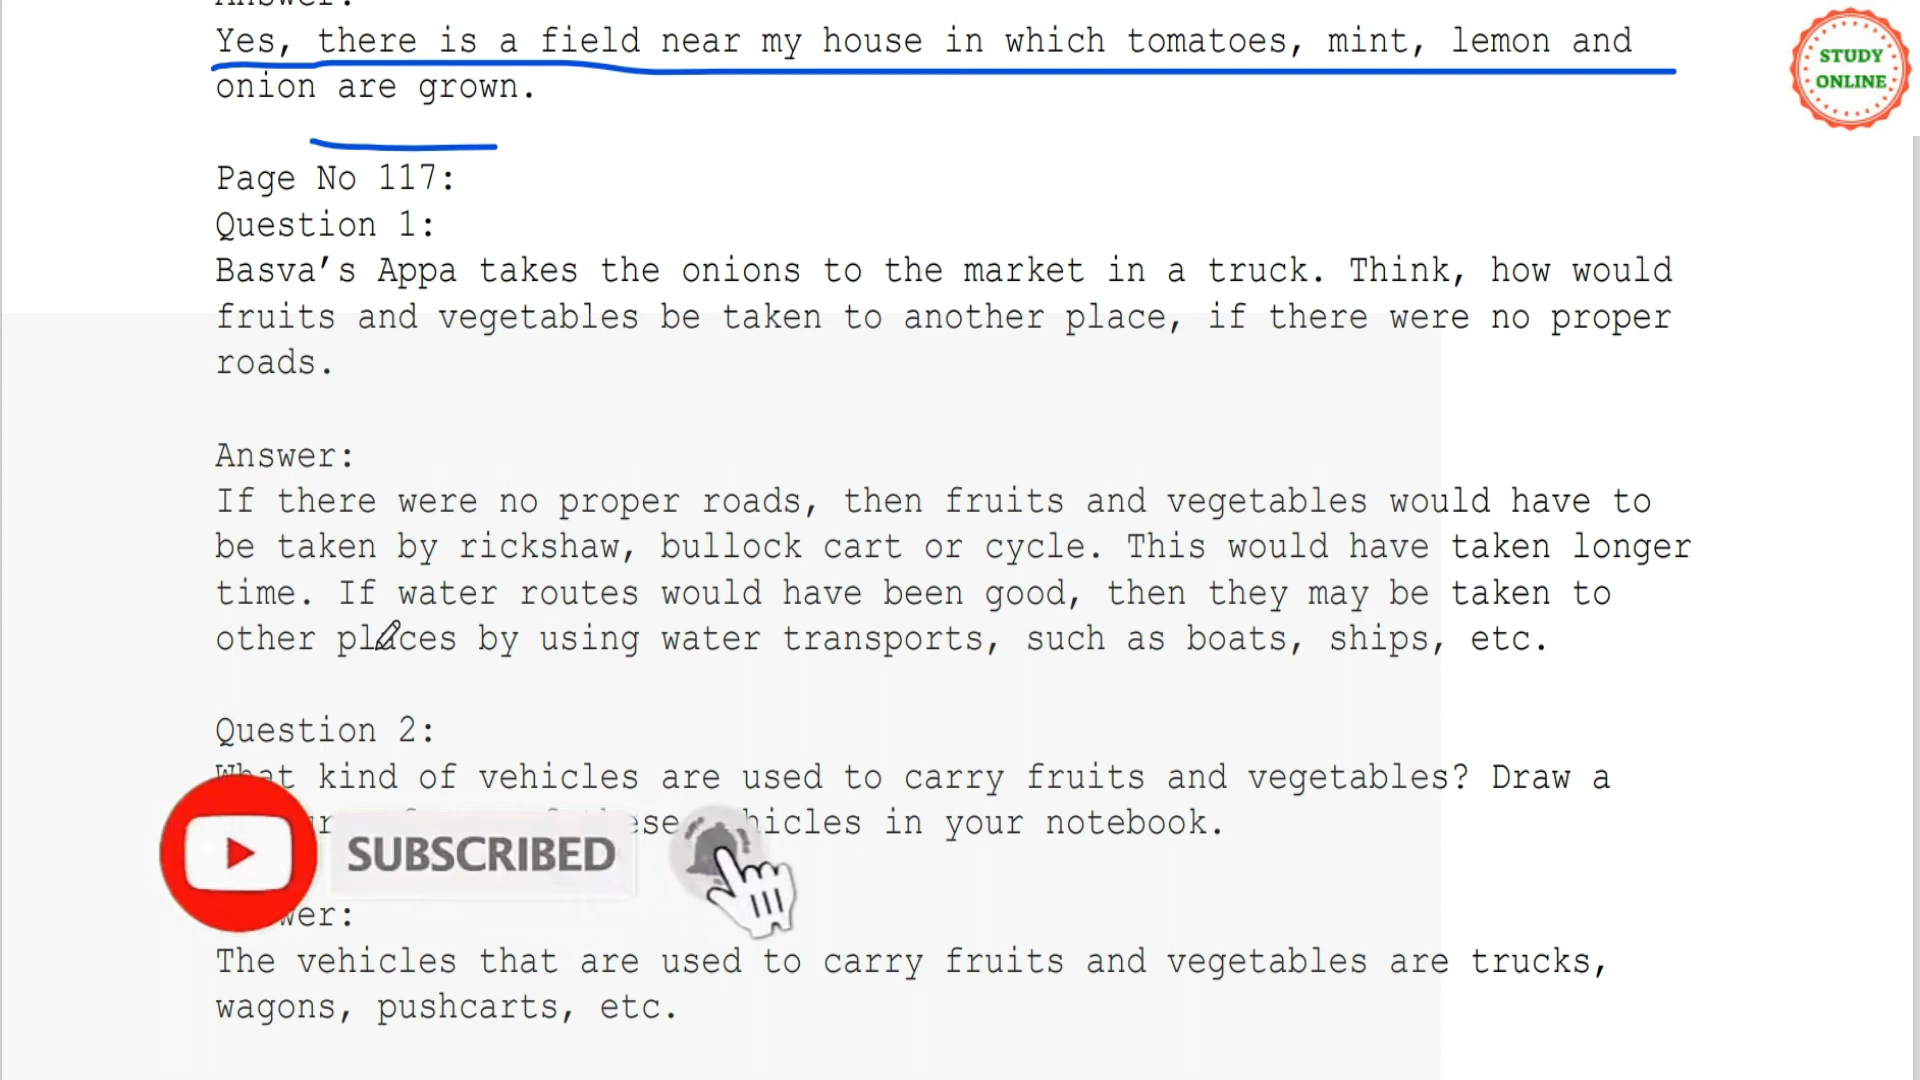 Answer:
Yes, there is a field near my house in which tomatoes, mint, lemon and
onion are grown.
STUDY
ONLINE
Page No 117:
Question 1:
Basva’s Appa takes the onions to the market in a truck. Think, how would
fruits and vegetables be taken to another place, if there were no proper
roads.
Answer:
If there were no proper roads, then fruits and vegetables would have to
be taken by rickshaw, bullock cart or cycle. This would have taken longer
time. If water routes would have been good, then they may be taken to
other places by using water transports, such as boats, ships, etc.
Question 2:
What kind of vehicles are used to carry fruits and vegetables? Draw a
these vehicles in your notebook.
SUBSCRIBED
Answer:
The vehicles that are used to carry fruits and vegetables are trucks,
wagons, pushcarts, etc.